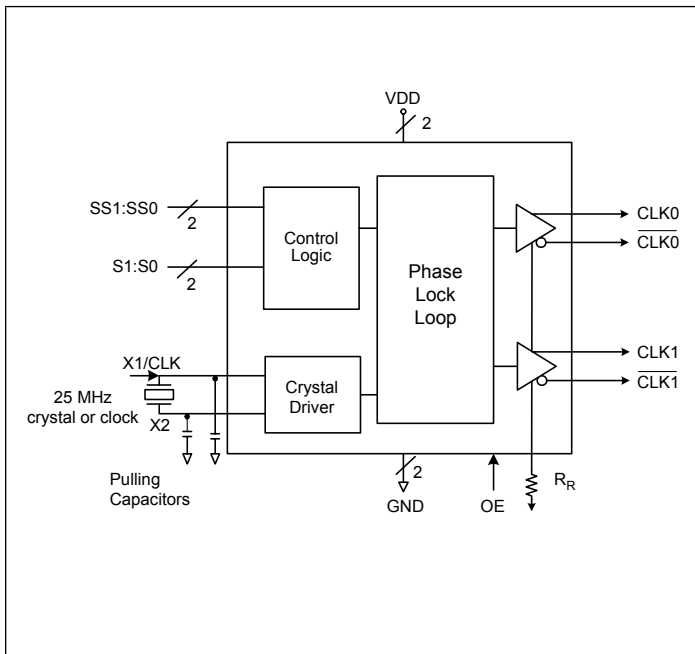 VDD
2
SS1:SS0
2
S1:S0
2
Control
Logic
Phase
Lock
Loop
CLK0
CLK0
CLK1
CLK1
X1/CLK
25 MHz
crystal or clock
X2
Crystal
Driver
Pulling
Capacitors
2
GND
OE
RR